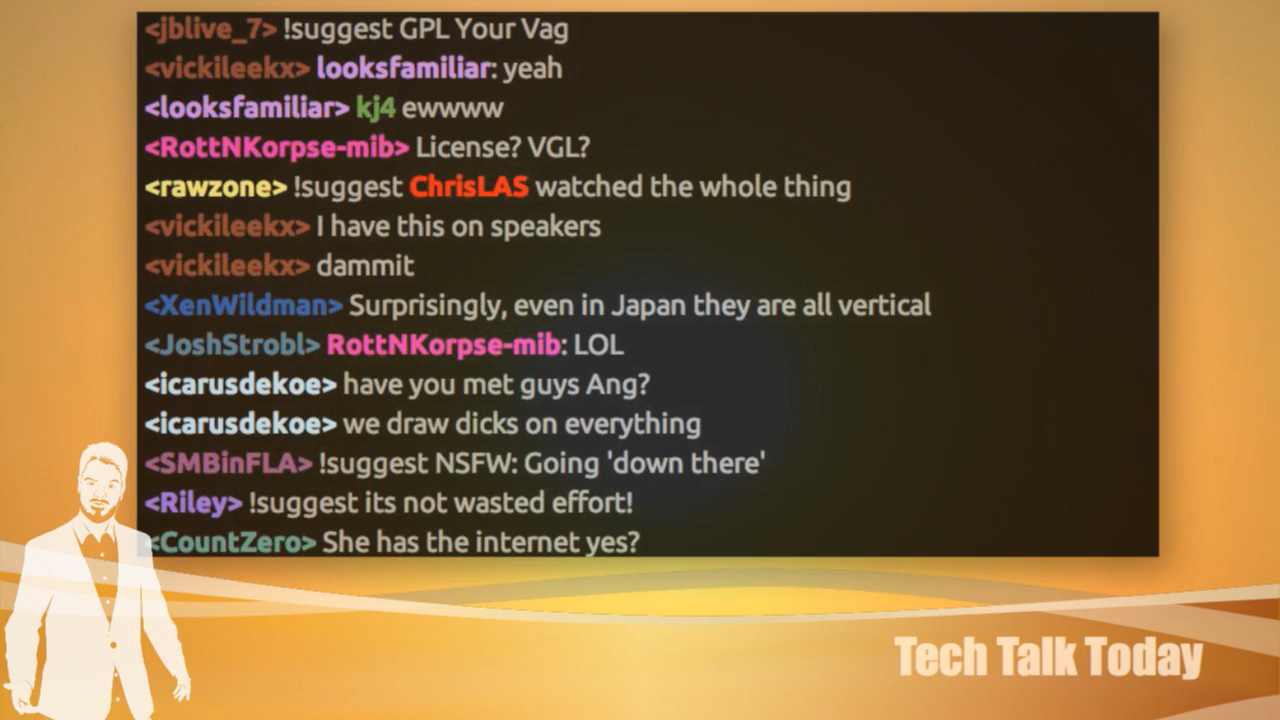 <jblive_7> !suggest GPL Your Vag
<vickileekx> looksfamiliar: yeah
<looksfamiliar> kj4 ewwww
<RottNKorpse-mib> License? VGL?
<rawzone> !suggest ChrisLAS watched the whole thing
<vickileekx> I have this on speakers
<vickileekx> dammit
<XenWildman> Surprisingly, even in Japan they are all vertical
<JoshStrobl> RottNKorpse-mib: LOL
<icarusdekoe> have you met guys Ang?
<icarusdekoe> we draw dicks on everything
<SMBinFLA> !suggest NSFW: Going 'down there'
<Riley> !suggest its not wasted effort!
<CountZero> She has the internet yes?
Tech Talk Today